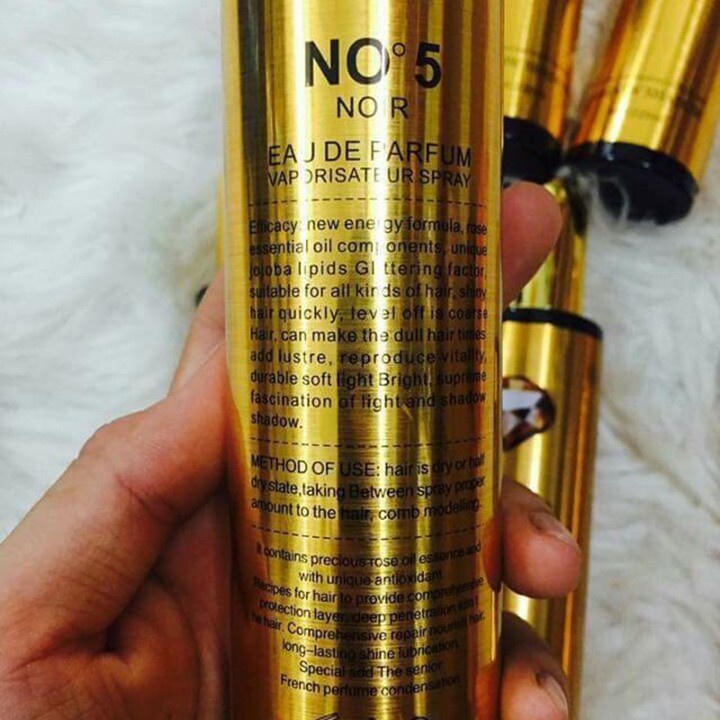 NO° 5
NOIR
EAU DE PARFUM
VAPORISATEUR SPRAY
Efficacy: new energy formula, rose
essential oil components, unique
jojoba lipids Glittering factor,
suitable for all kinds of hair, shiny
hair quickly, level off is coarse
Hair, can make the dull hair times
add lustre, reproduce vitality,
durable soft light Bright, supreme
fascination of light and shadow
shadow.
METHOD OF USE: hair is dry or half
dry state,taking Between spray proper
amount to the hair, comb modeling.
It contains precious rose oil essence and
with unique antioxidant
Recipes for hair to provide comprehensive
protection layer, deep penetration into t
he hair. Comprehensive repair nourish hair,
long-lasting shine lubrication.
Special add The senior
French perfume condensation